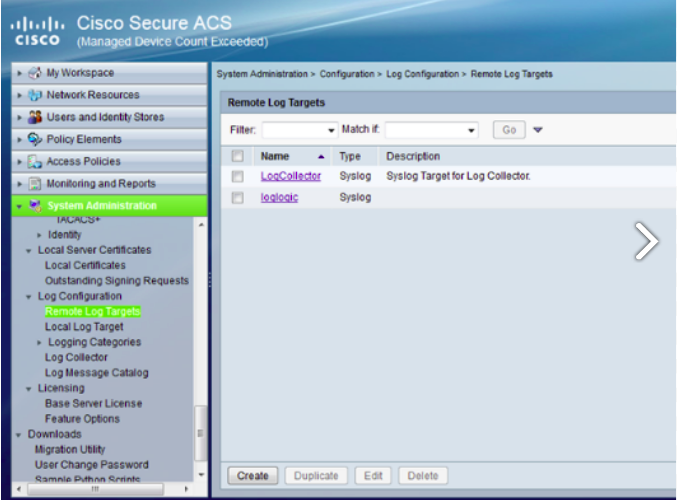 Cisco Secure ACS
CISCO (Managed Device Count Exceeded)
My Workspace
Network Resources
Users and Identity Stores
Policy Elements
Access Policies
Monitoring and Reports
System Administration
TACACS+
Identity
Local Server Certificates
Local Certificates
Outstanding Signing Requests
Log Configuration
Remote Log Targets
Local Log Target
Logging Categories
Log Collector
Log Message Catalog
Licensing
Base Server License
Feature Options
Downloads
Migration Utility
User Change Password
Sample Python Scripts
System Administration > Configuration > Log Configuration > Remote Log Targets
Remote Log Targets
Filter: Match if: Go
Name Type Description
LogCollector Syslog Syslog Target for Log Collector.
loglogic Syslog
Create Duplicate Edit Delete